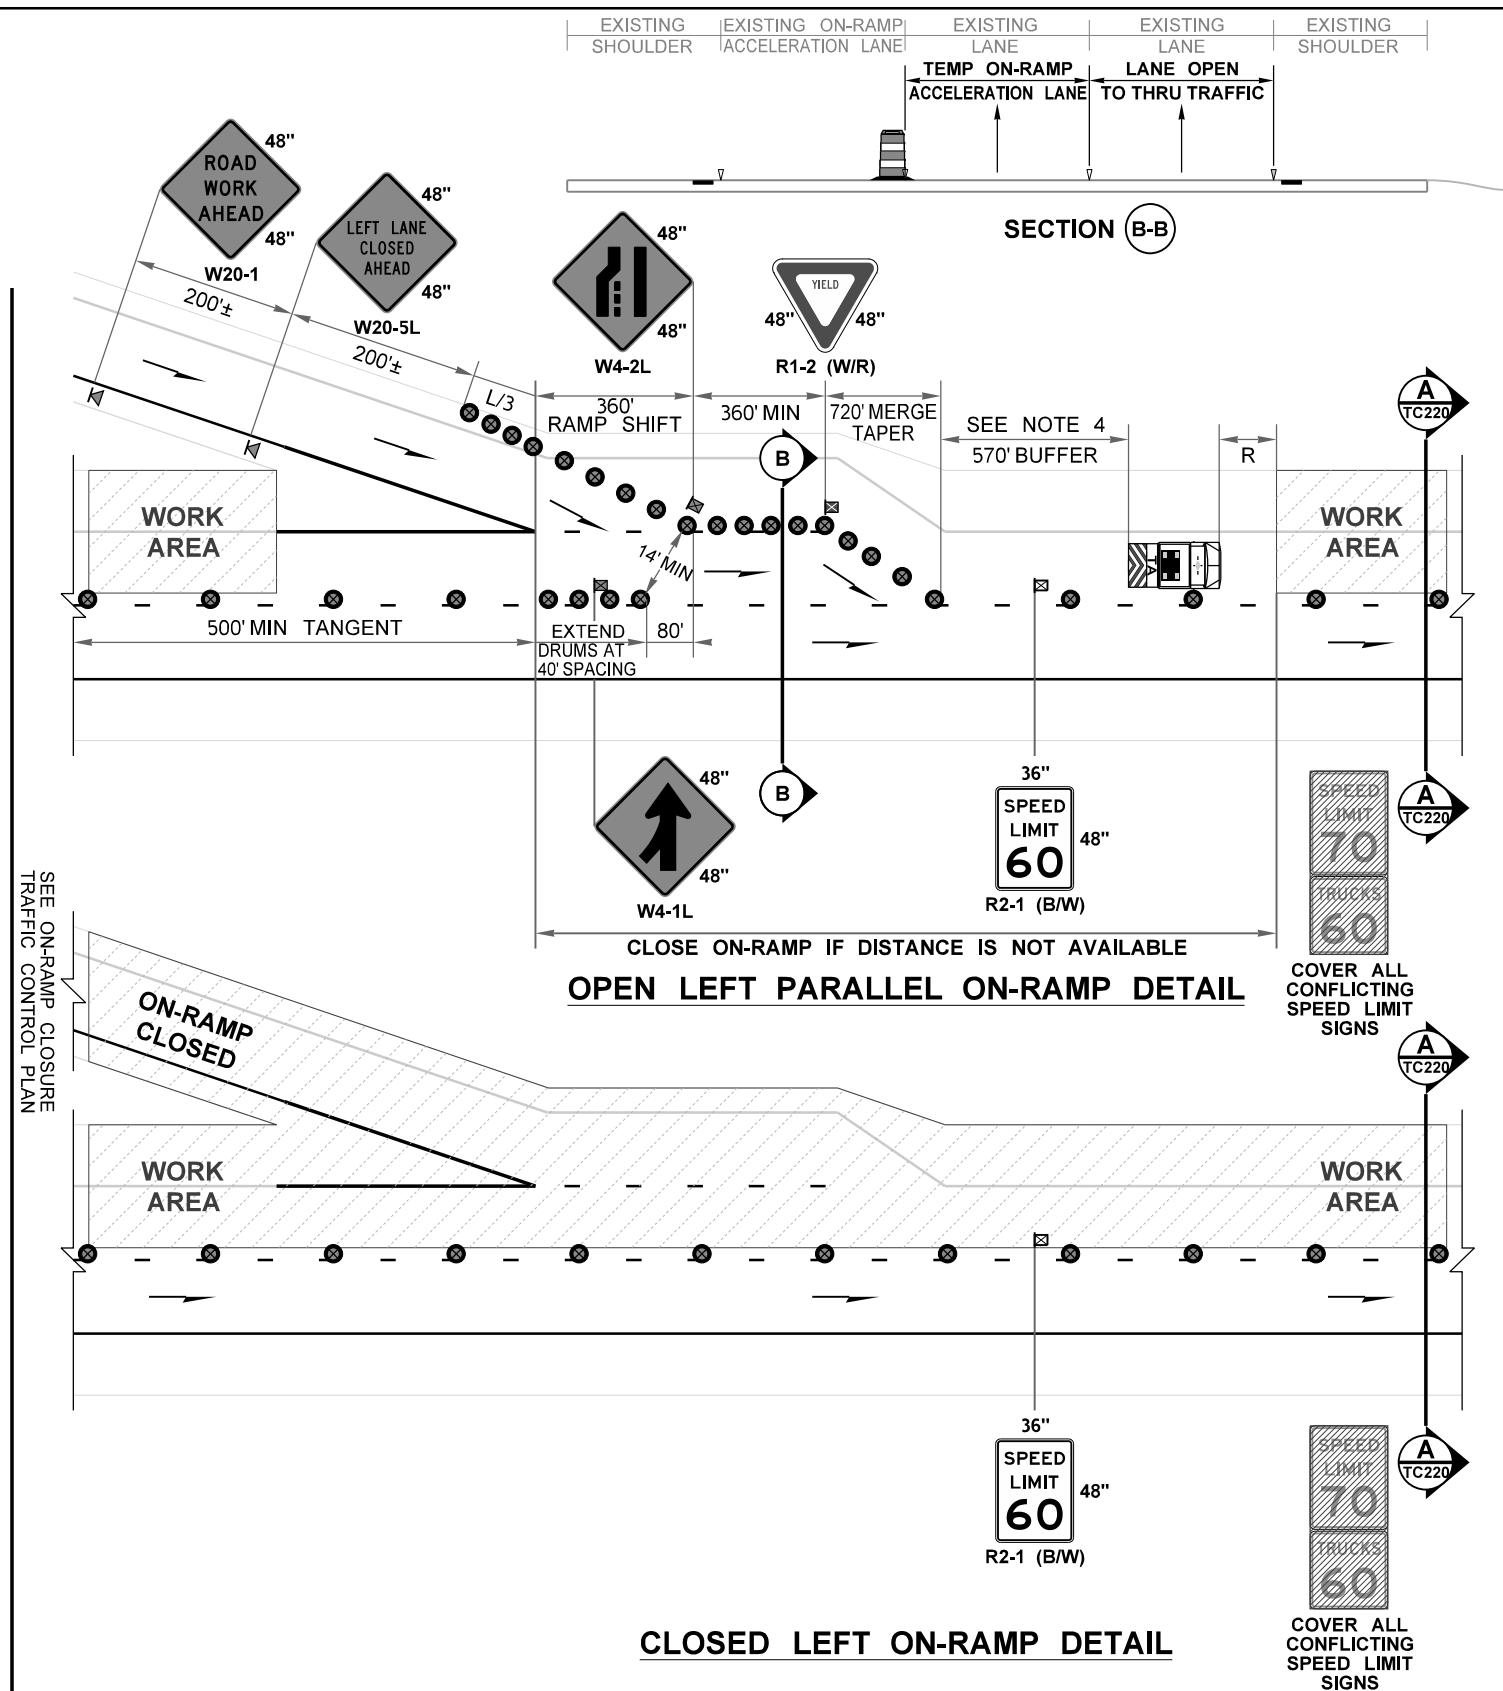 EXISTING SHOULDER
EXISTING ON-RAMP ACCELERATION LANE
EXISTING LANE
EXISTING LANE
EXISTING SHOULDER
TEMP ON-RAMP
ACCELERATION LANE
LANE OPEN
TO THRU TRAFFIC
SECTION B-B
ROAD
WORK
AHEAD
48"
48"
W20-1
LEFT LANE
CLOSED
AHEAD
48"
48"
W20-5L
48"
48"
W4-2L
YIELD
48"
48"
R1-2 (W/R)
200'±
200'±
L/3
360'
RAMP SHIFT
360' MIN
720' MERGE
TAPER
SEE NOTE 4
570' BUFFER
R
A
TC220
B
WORK
AREA
WORK
AREA
14' MIN
500' MIN TANGENT
EXTEND
DRUMS AT
40' SPACING
80'
48"
48"
W4-1L
B
36"
SPEED
LIMIT
60
48"
R2-1 (B/W)
SPEED
LIMIT
70
TRUCKS
60
A
TC220
COVER ALL
CONFLICTING
SPEED LIMIT
SIGNS
CLOSE ON-RAMP IF DISTANCE IS NOT AVAILABLE
OPEN LEFT PARALLEL ON-RAMP DETAIL
SEE ON-RAMP CLOSURE
TRAFFIC CONTROL PLAN
ON-RAMP
CLOSED
A
TC220
WORK
AREA
WORK
AREA
36"
SPEED
LIMIT
60
48"
R2-1 (B/W)
SPEED
LIMIT
70
TRUCKS
60
A
TC220
COVER ALL
CONFLICTING
SPEED LIMIT
SIGNS
CLOSED LEFT ON-RAMP DETAIL